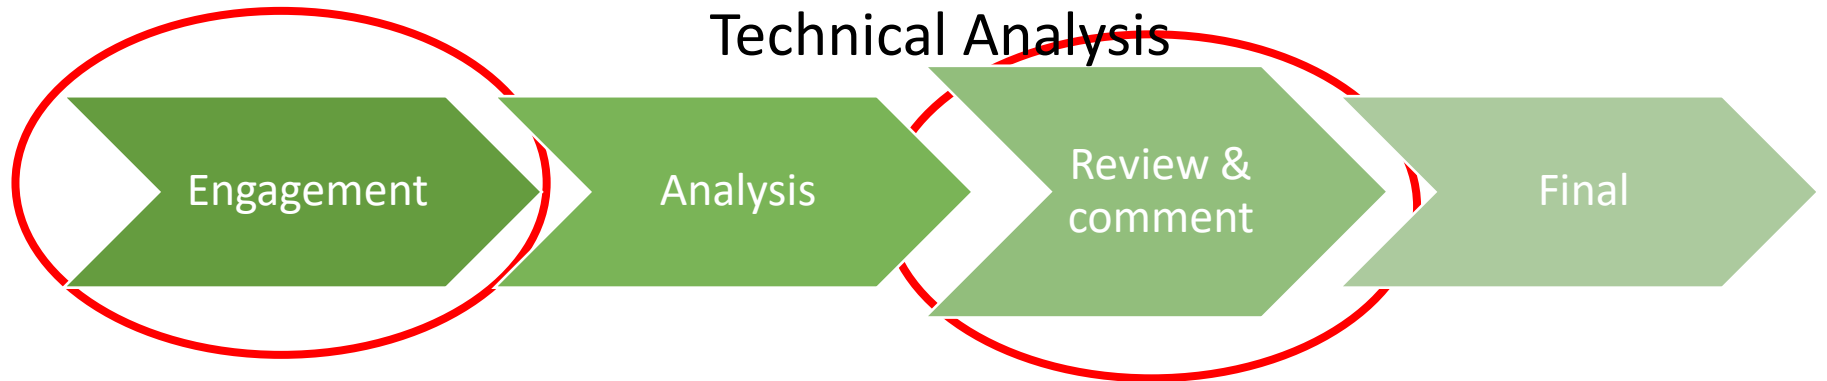 Technical Analysis
Engagement
Analysis
Review &
comment
Final